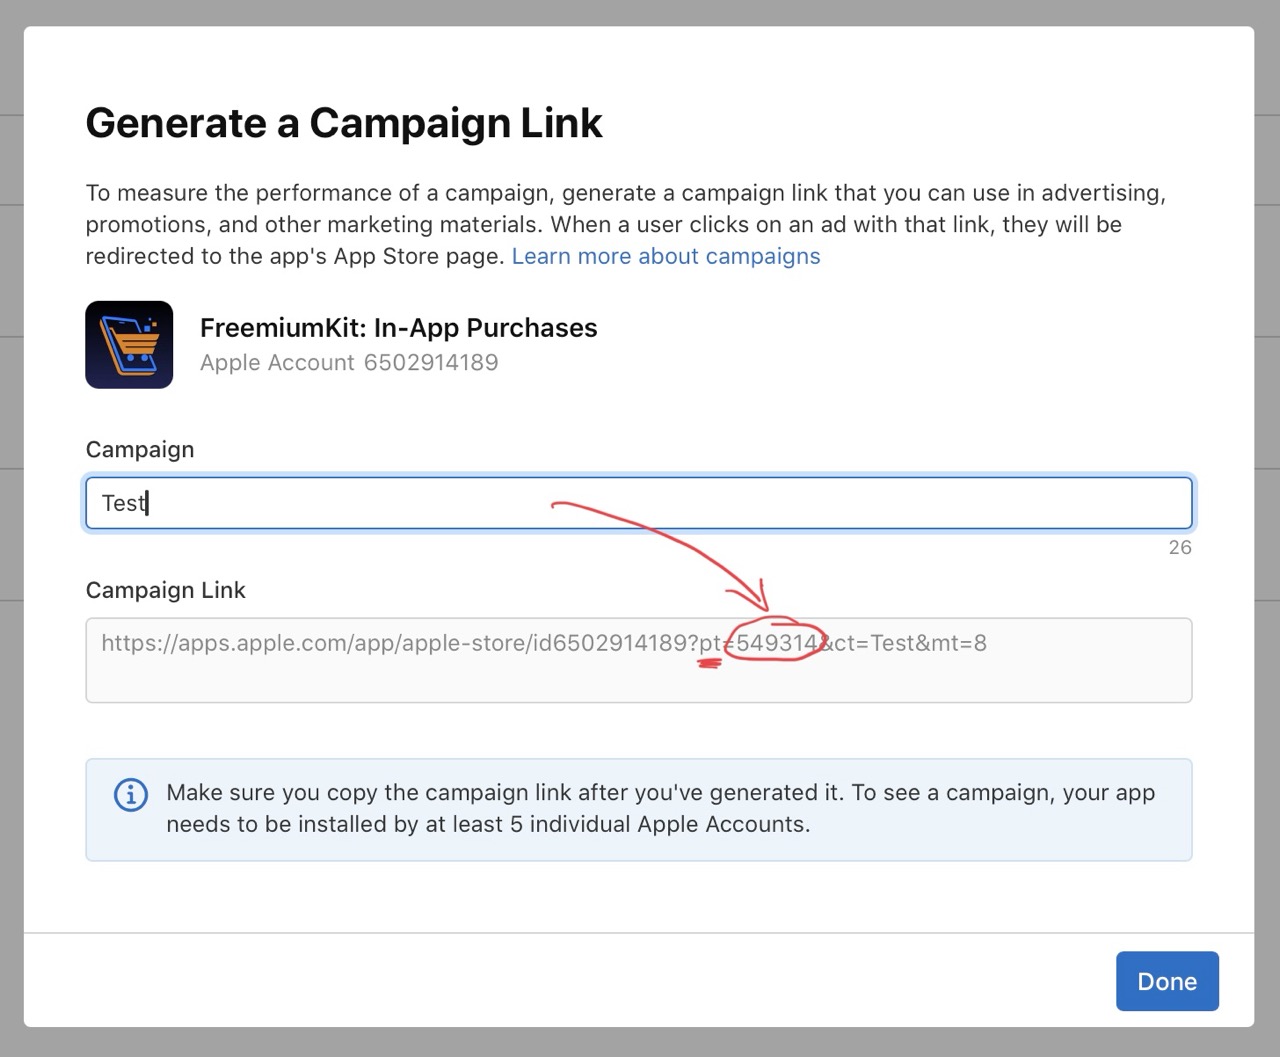 Generate a Campaign Link
To measure the performance of a campaign, generate a campaign link that you can use in advertising,
promotions, and other marketing materials. When a user clicks on an ad with that link, they will be
redirected to the app's App Store page. Learn more about campaigns
FreemiumKit: In-App Purchases
Apple Account 6502914189
Campaign
Test
26
Campaign Link
https://apps.apple.com/app/apple-store/id6502914189?pt=549314&ct=Test&mt=8
Make sure you copy the campaign link after you've generated it. To see a campaign, your app
needs to be installed by at least 5 individual Apple Accounts.
Done